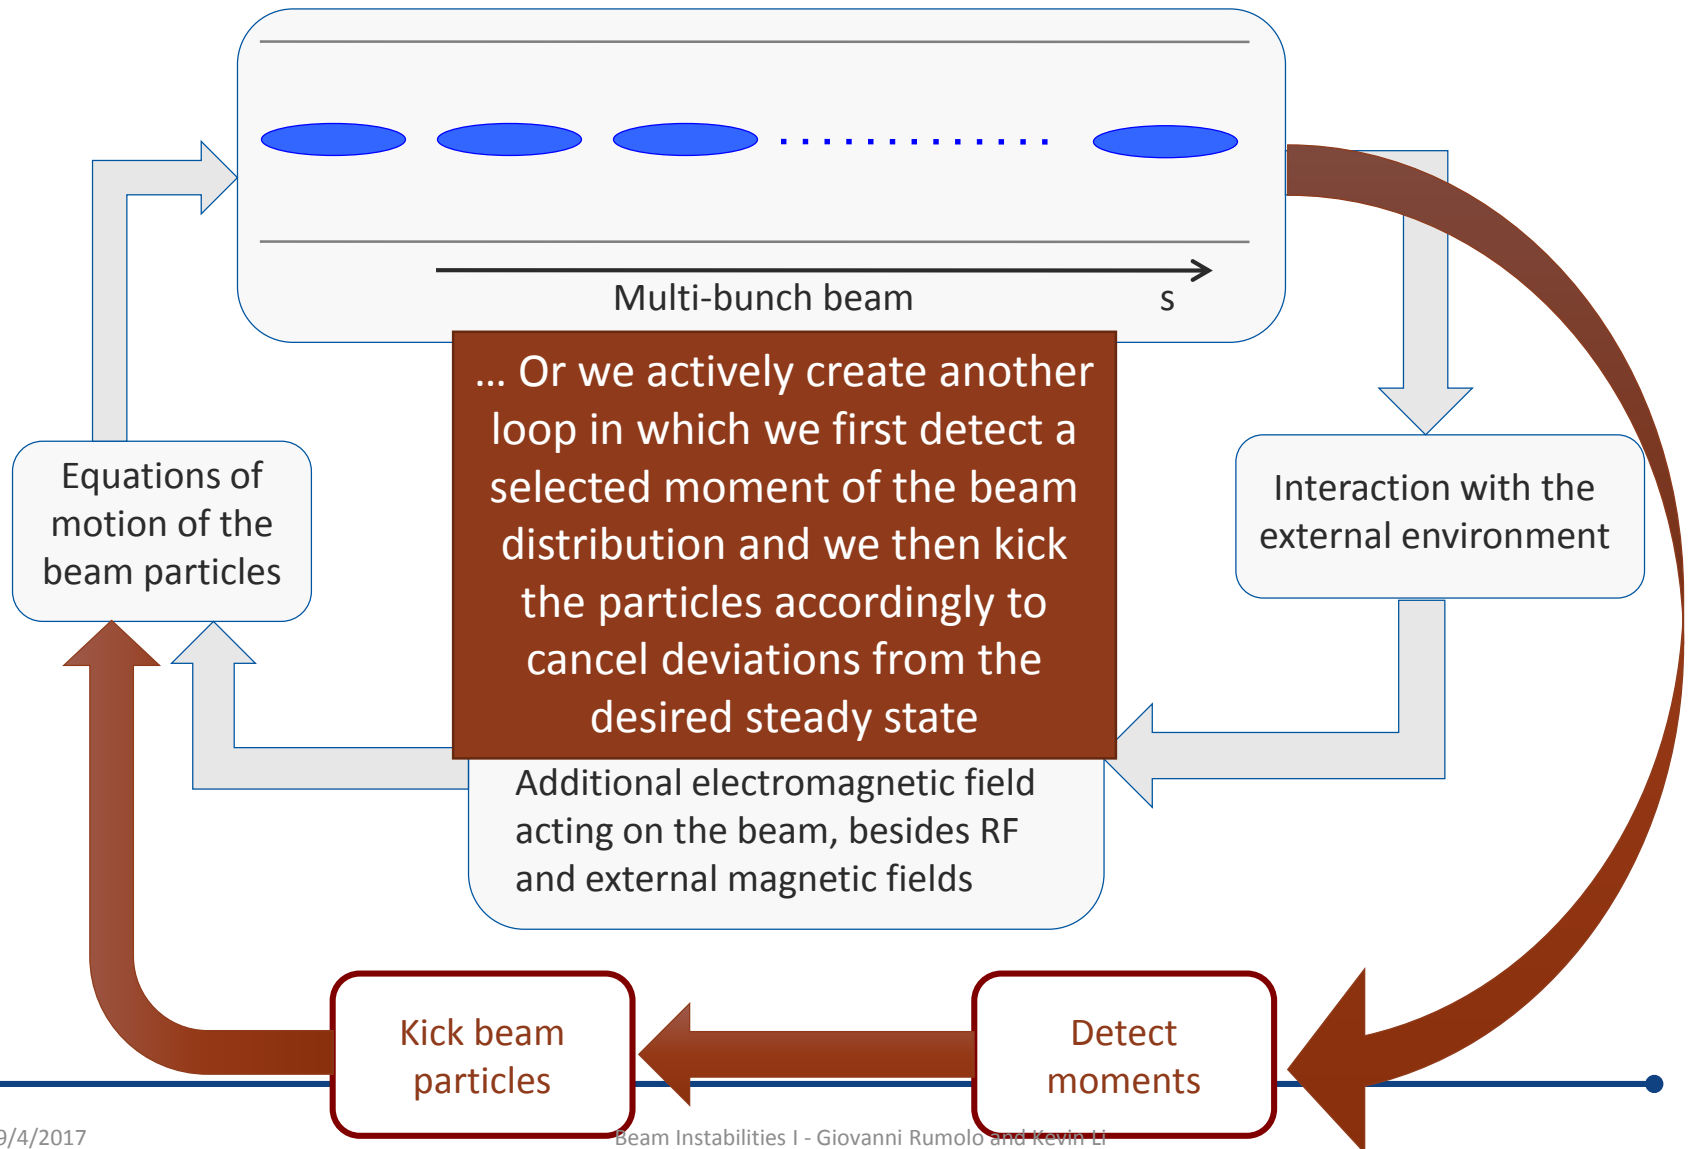 Multi-bunch beam s
... Or we actively create another
loop in which we first detect a
selected moment of the beam
distribution and we then kick
the particles accordingly to
cancel deviations from the
desired steady state
Equations of
motion of the
beam particles
Interaction with the
external environment
Additional electromagnetic field
acting on the beam, besides RF
and external magnetic fields
Kick beam
particles
Detect
moments
9/4/2017
Beam Instabilities I - Giovanni Rumolo and Kevin Li